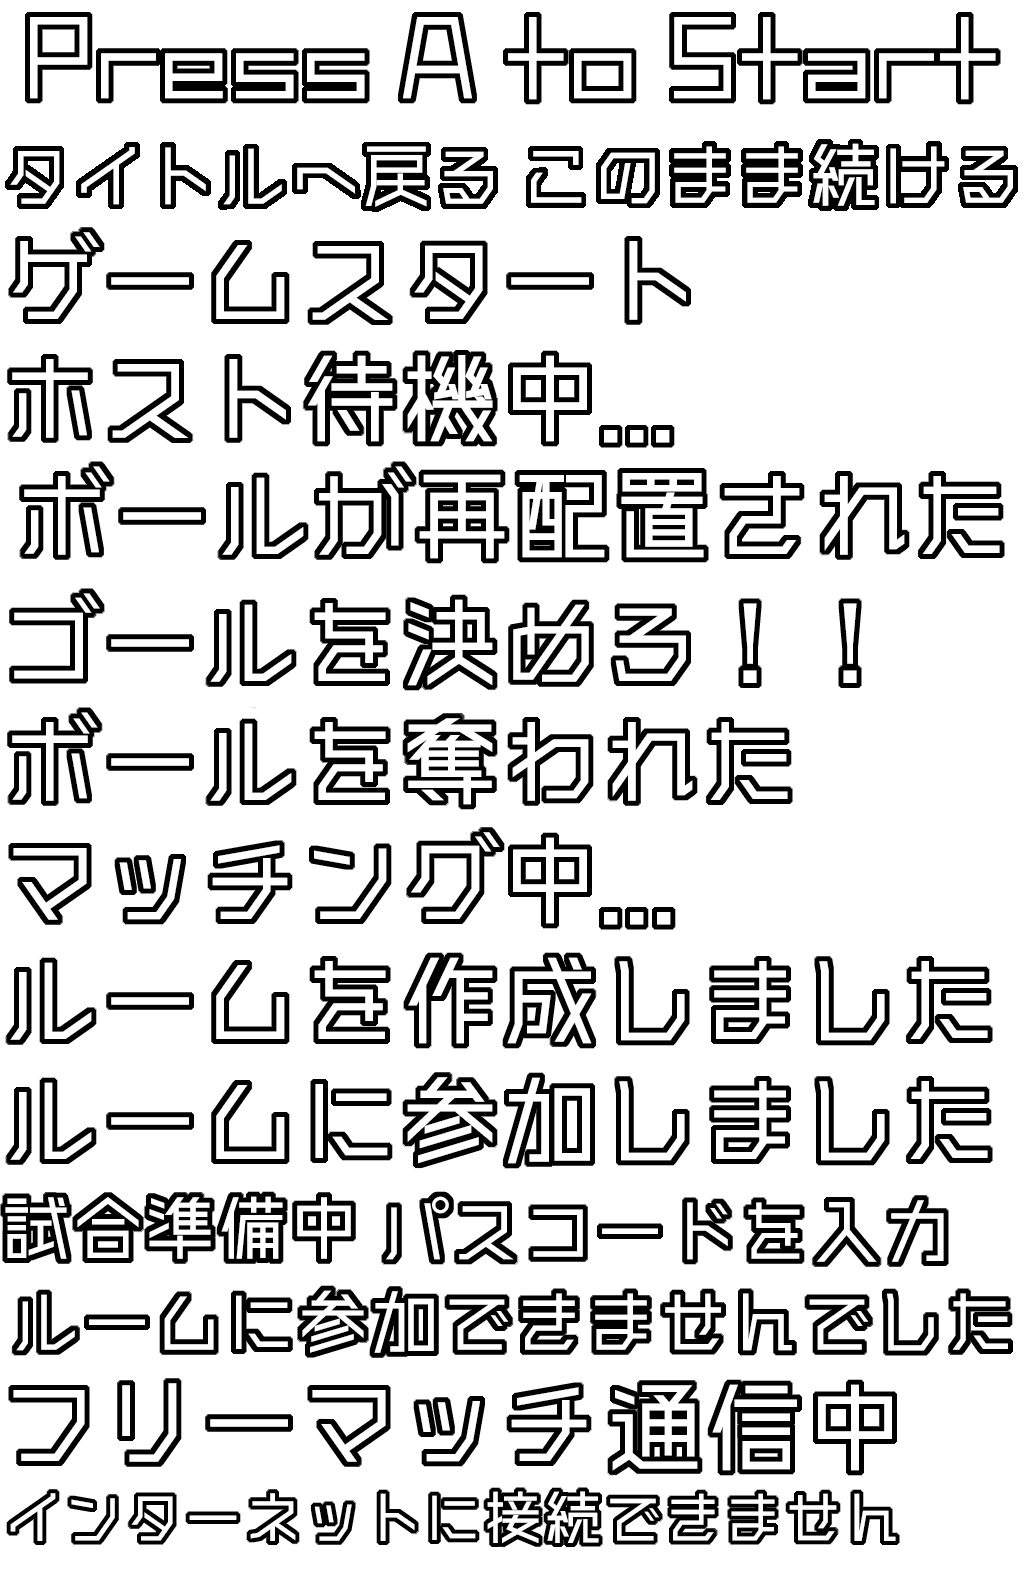 Press A to Start
タイトルへ戻る このまま続ける
ゲームスタート
ホスト待機中...
ボールが再配置された
ゴールを決めろ！！
ボールを奪われた
マッチング中...
ルームを作成しました
ルームに参加しました
試合準備中 パスコードを入力
ルームに参加できませんでした
フリーマッチ通信中
インターネットに接続できません